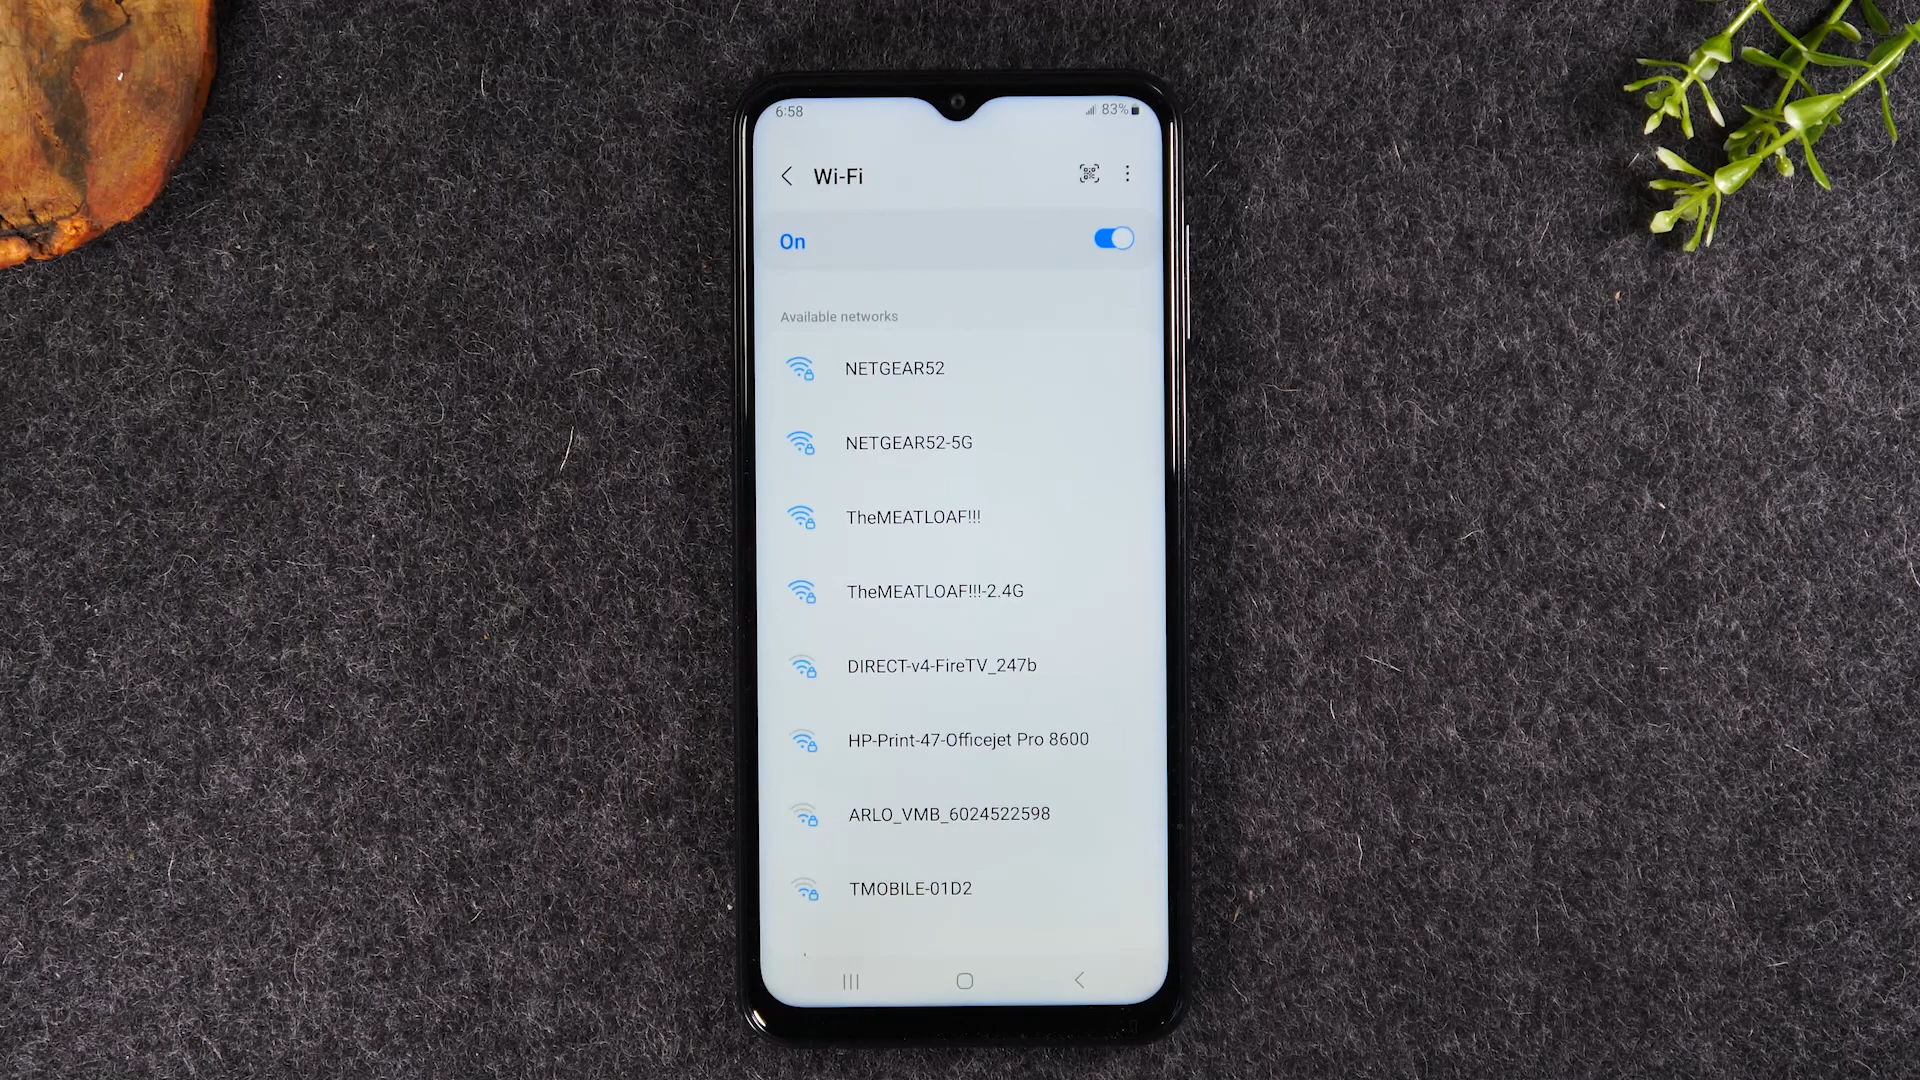 6:58
83%
Wi-Fi
On
Available networks
NETGEAR52
NETGEAR52-5G
TheMEATLOAF!!!
TheMEATLOAF!!!-2.4G
DIRECT-v4-FireTV_247b
HP-Print-47-Officejet Pro 8600
ARLO_VMB_6024522598
TMOBILE-01D2